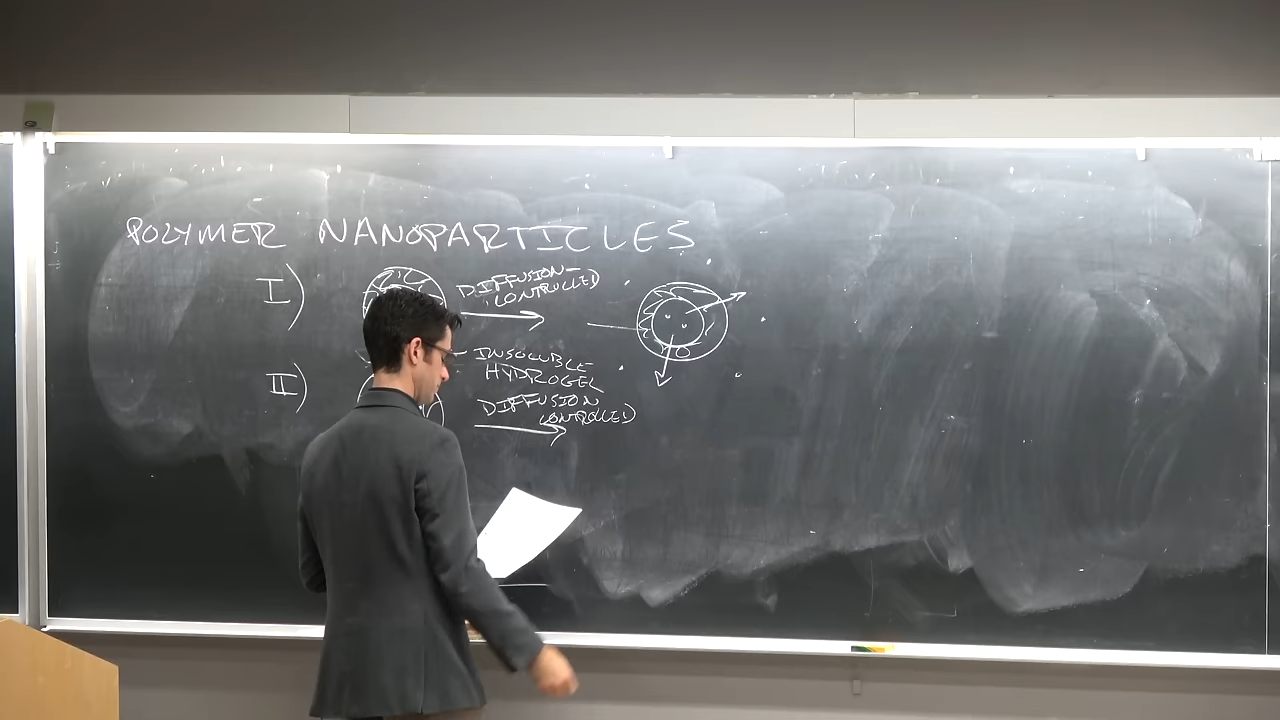 POLYMER NANOPARTICLES
I)
DIFFUSION-
CONTROLLED
INSOLUBLE
HYDROGEL
II)
DIFFUSION
CONTROLLED